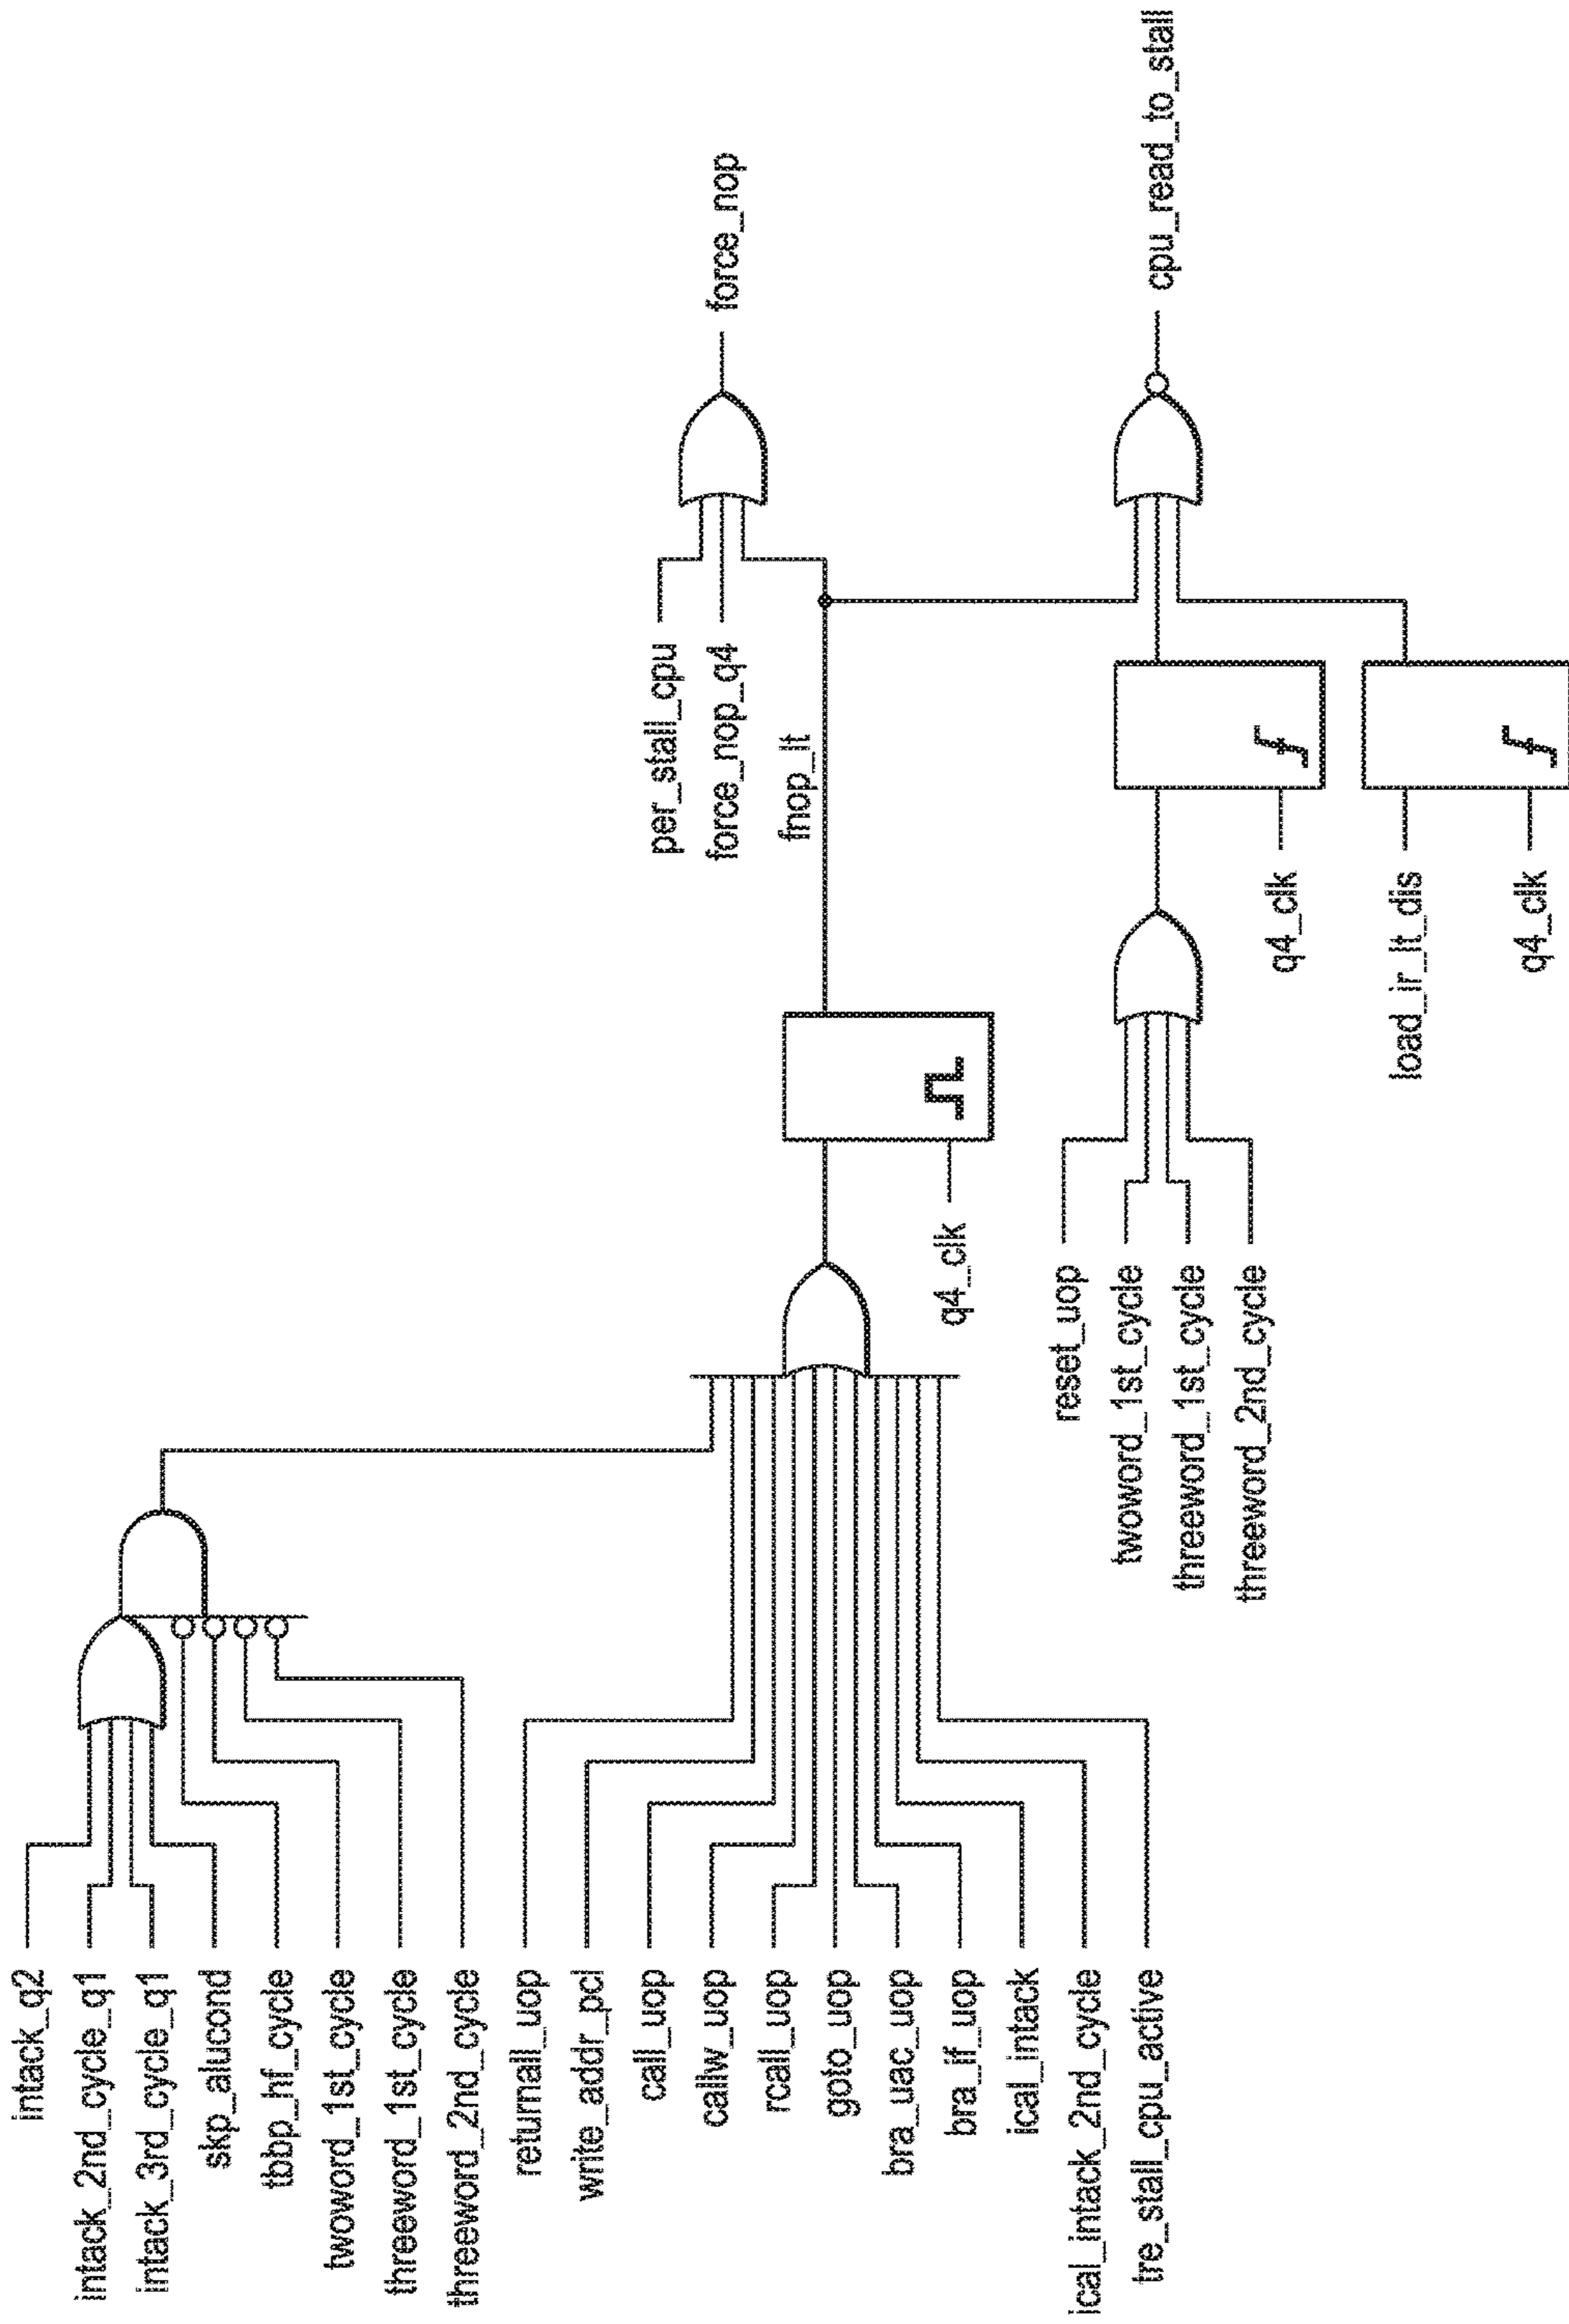 intack_q2
intack_2nd_cycle_q1
intack_3rd_cycle_q1
skp_alucond
tbbp_hf_cycle
twoword_1st_cycle
threeword_1st_cycle
threeword_2nd_cycle
returnall_uop
write_addr_pcl
call_uop
callw_uop
rcall_uop
goto_uop
bra_uac_uop
bra_if_uop
ical_intack
ical_intack_2nd_cycle
tre_stall_cpu_active
q4_clk
reset_uop
twoword_1st_cycle
threeword_1st_cycle
threeword_2nd_cycle
per_stall_cpu
force_nop_q4
fnop_lt
q4_clk
load_ir_lt_dis
q4_clk
force_nop
cpu_read_to_stall